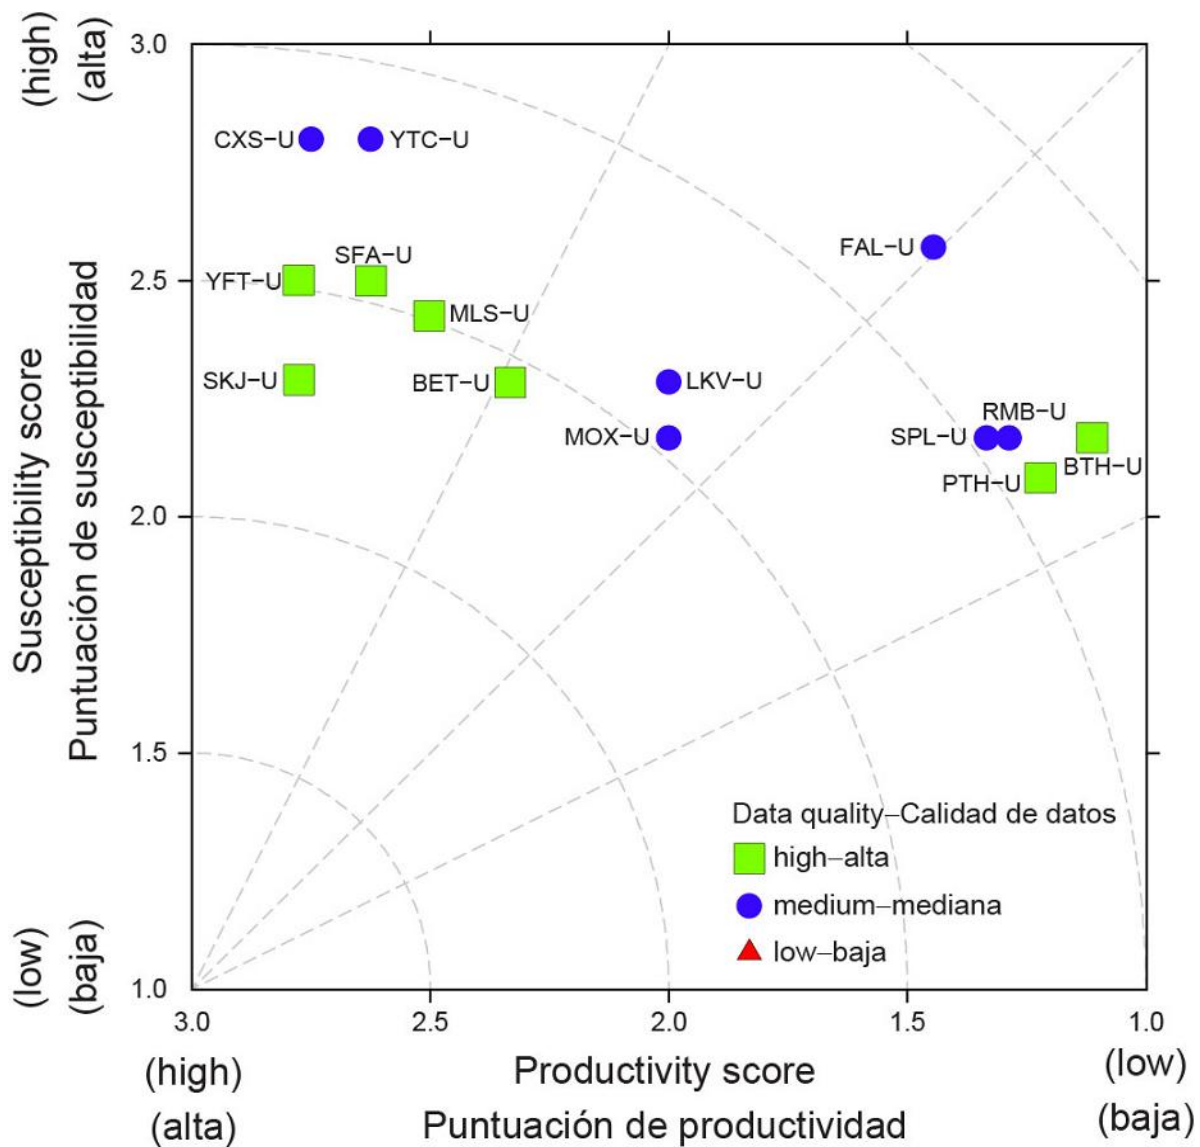 (high)
(alta)
Susceptibility score
Puntuación de susceptibilidad
(low)
(baja)
3.0
2.5
2.0
1.5
1.0
CXS–U
YTC–U
FAL–U
SFA–U
YFT–U
MLS–U
SKJ–U
BET–U
LKV–U
MOX–U
RMB–U
SPL–U
BTH–U
PTH–U
Data quality–Calidad de datos
high–alta
medium–mediana
low–baja
3.0 2.5 2.0 1.5 1.0
(high) Productivity score (low)
(alta) Puntuación de productividad (baja)